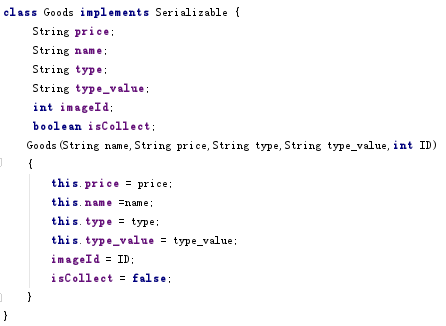 class Goods implements Serializable {
String price;
String name;
String type;
String type_value;
int imageId;
boolean isCollect;
Goods(String name,String price,String type,String type_value,int ID)
{
this.price = price;
this.name =name;
this.type = type;
this.type_value = type_value;
imageId = ID;
isCollect = false;
}
}